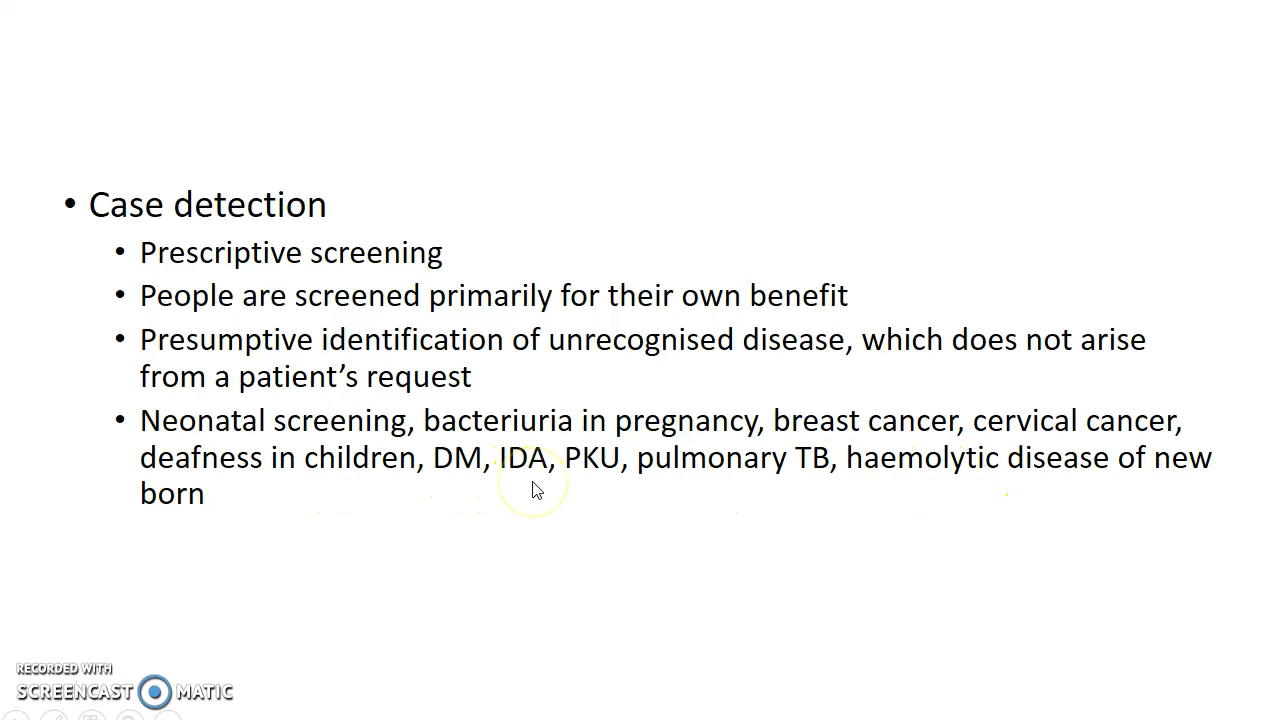 • Case detection
• Prescriptive screening
• People are screened primarily for their own benefit
• Presumptive identification of unrecognised disease, which does not arise
from a patient’s request
• Neonatal screening, bacteriuria in pregnancy, breast cancer, cervical cancer,
deafness in children, DM, IDA, PKU, pulmonary TB, haemolytic disease of new
born
RECORDED WITH
SCREENCAST MATIC